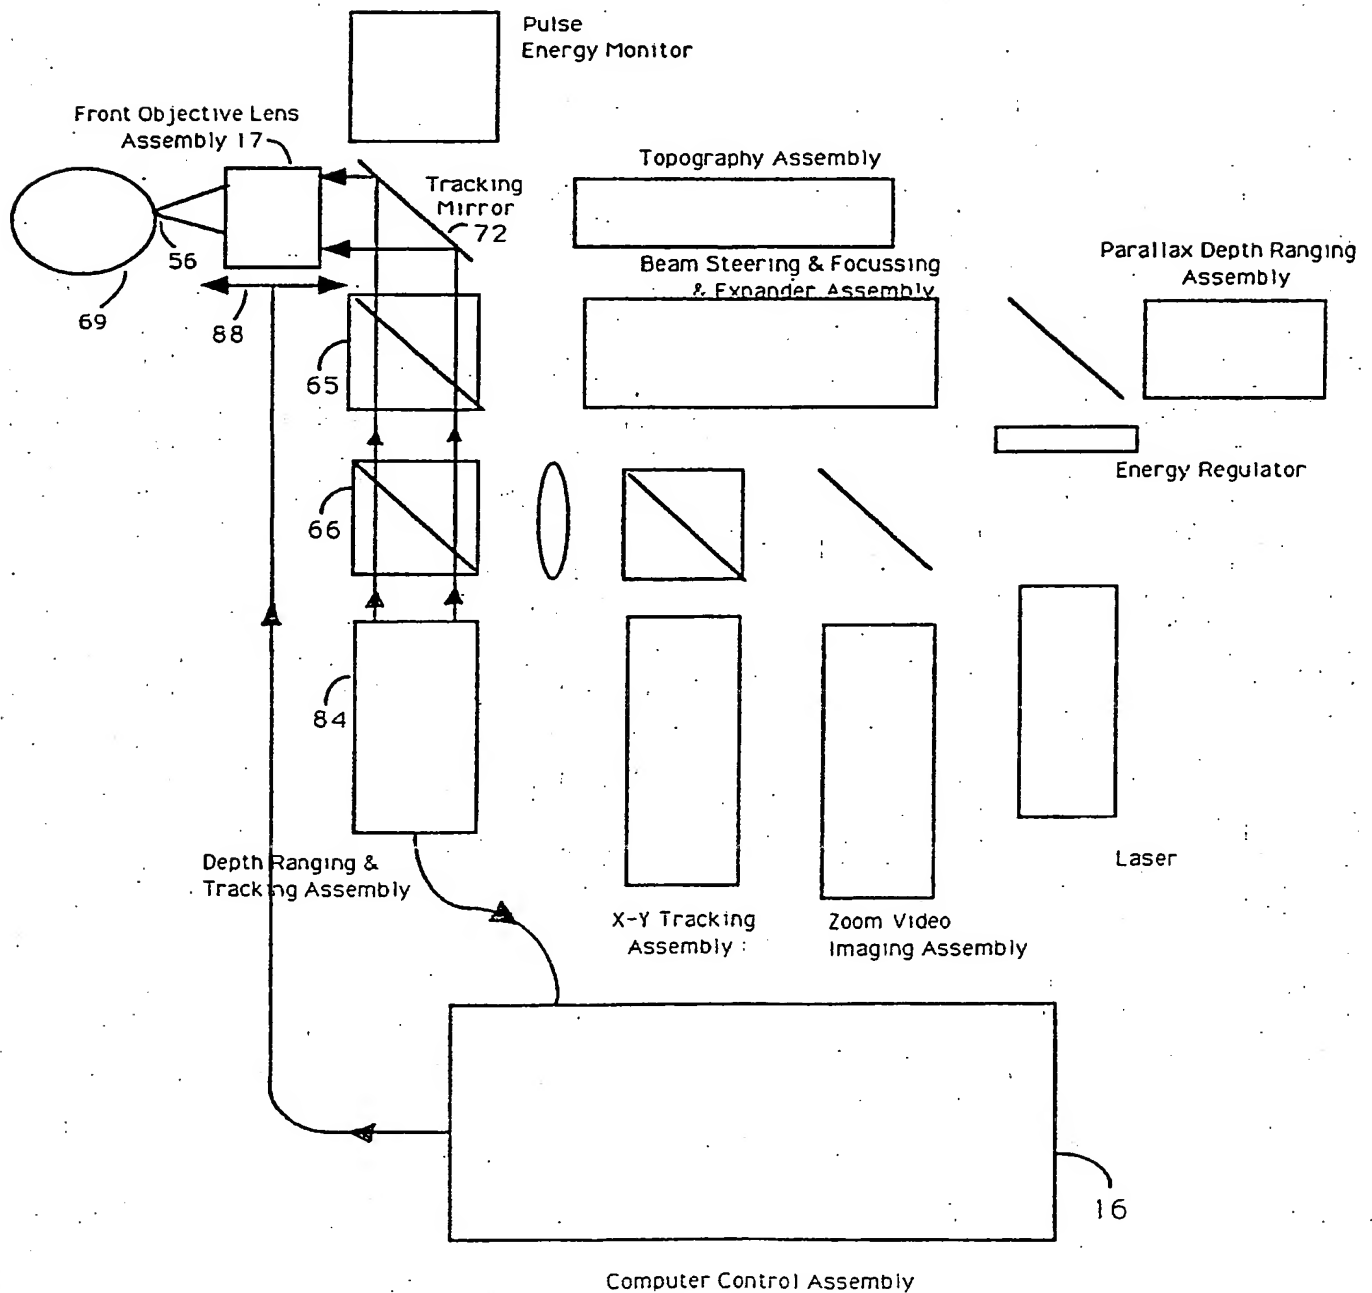 Pulse
Energy Monitor
Front Objective Lens
Assembly 17
Topography Assembly
Tracking
Mirror
72
56
69
88
Beam Steering & Focussing
& Expander Assembly
Parallax Depth Ranging
Assembly
65
Energy Regulator
66
84
Depth Ranging &
Tracking Assembly
Laser
X-Y Tracking
Assembly
Zoom Video
Imaging Assembly
16
Computer Control Assembly